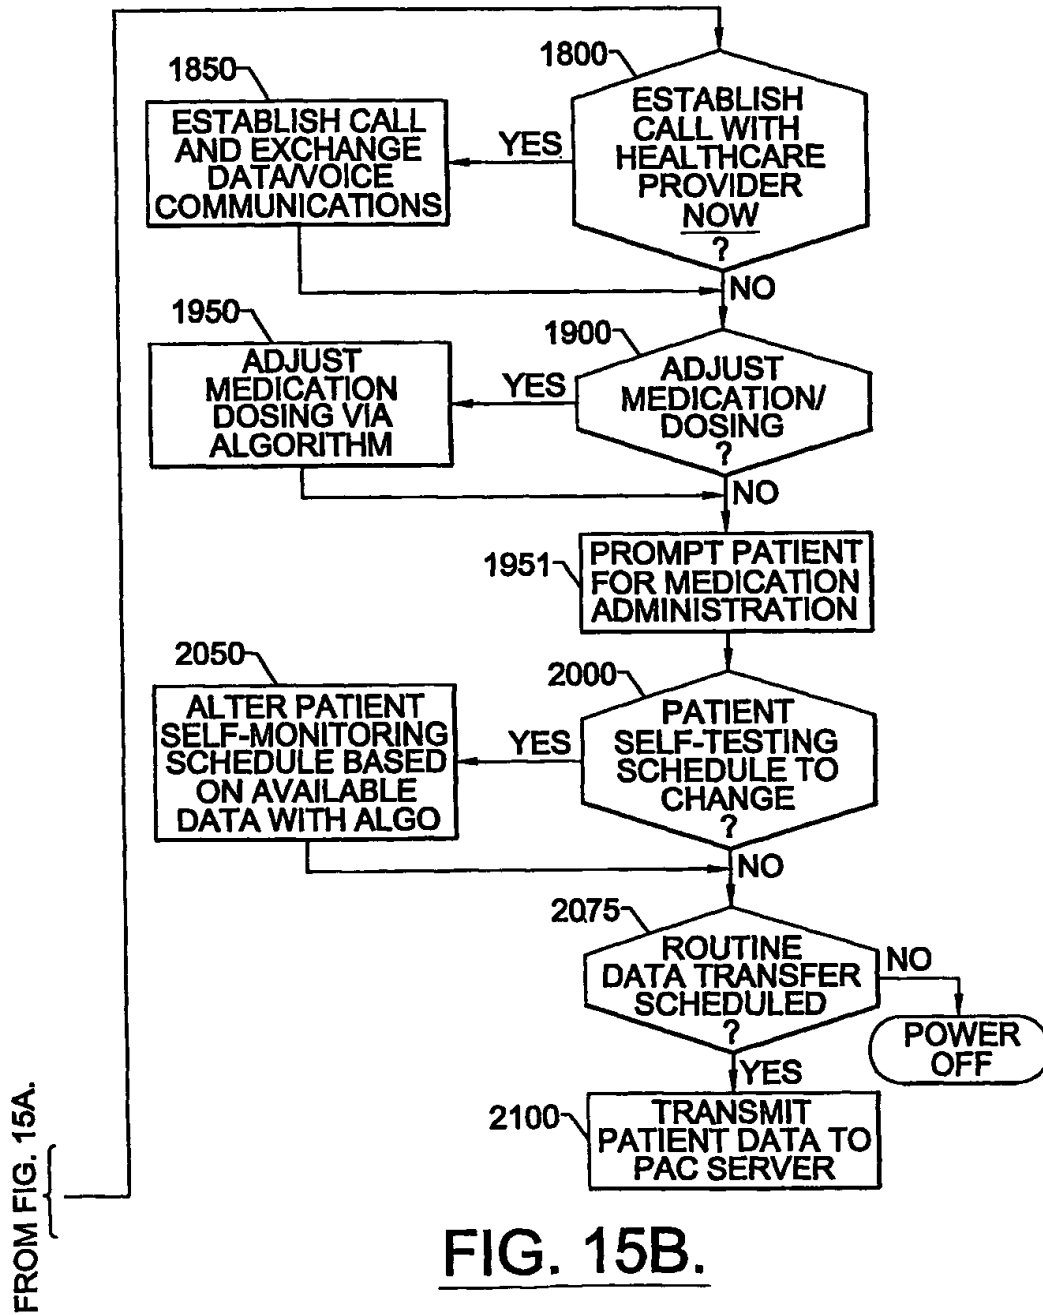 1800
ESTABLISH
CALL WITH
HEALTHCARE
PROVIDER
NOW
?
YES
1850
ESTABLISH CALL
AND EXCHANGE
DATA/VOICE
COMMUNICATIONS
NO
1900
ADJUST
MEDICATION/
DOSING
?
YES
1950
ADJUST
MEDICATION
DOSING VIA
ALGORITHM
NO
1951
PROMPT PATIENT
FOR MEDICATION
ADMINISTRATION
2000
PATIENT
SELF-TESTING
SCHEDULE TO
CHANGE
?
YES
2050
ALTER PATIENT
SELF-MONITORING
SCHEDULE BASED
ON AVAILABLE
DATA WITH ALGO
NO
2075
ROUTINE
DATA TRANSFER
SCHEDULED
?
NO
POWER
OFF
YES
2100
TRANSMIT
PATIENT DATA TO
PAC SERVER
FROM FIG. 15A.
FIG. 15B.